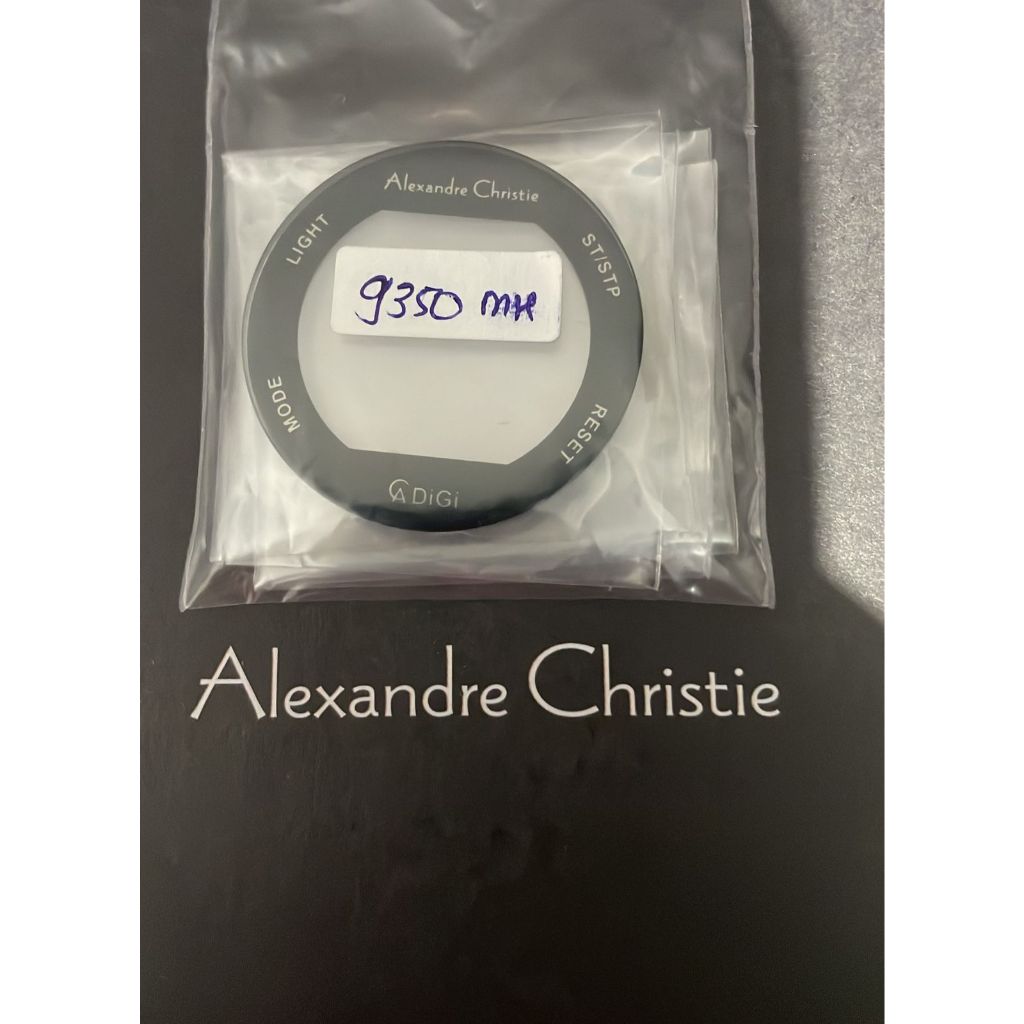 Alexandre Christie
LIGHT
ST/STP
9350 MH
MODE
RESET
CA DiGi
Alexandre Christie